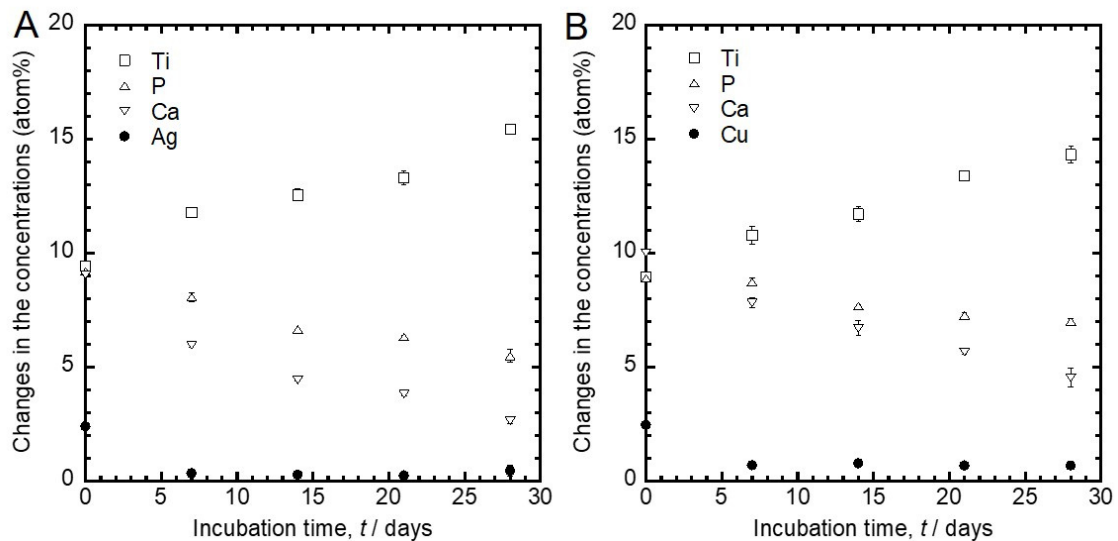 A
Changes in the concentrations (atom%)
20
15
10
5
0
Ti
P
Ca
Ag
0 5 10 15 20 25 30
Incubation time, t / days
B
Changes in the concentrations (atom%)
20
15
10
5
0
Ti
P
Ca
Cu
0 5 10 15 20 25 30
Incubation time, t / days